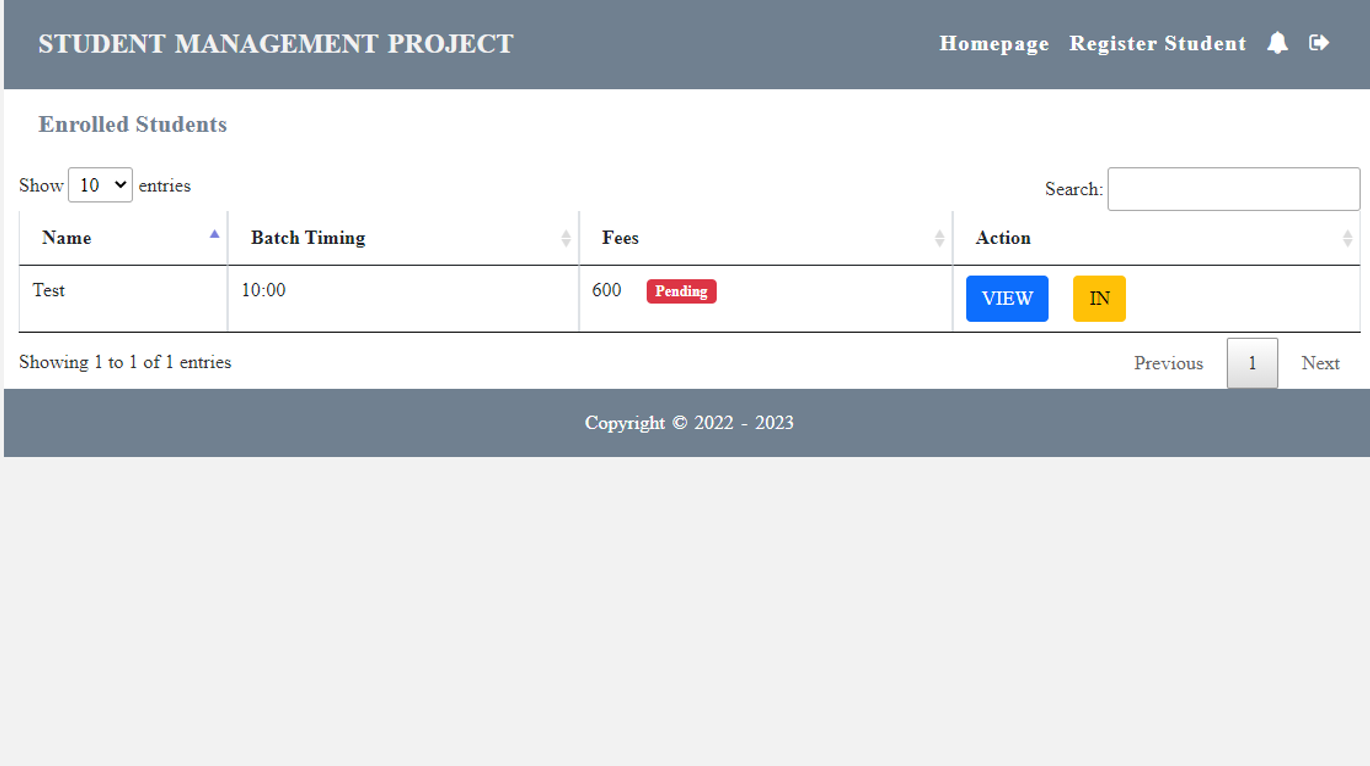 STUDENT MANAGEMENT PROJECT Homepage Register Student
Enrolled Students
Show 10 entries Search:
Name Batch Timing Fees Action
Test 10:00 600 Pending VIEW IN
Showing 1 to 1 of 1 entries Previous 1 Next
Copyright © 2022 - 2023